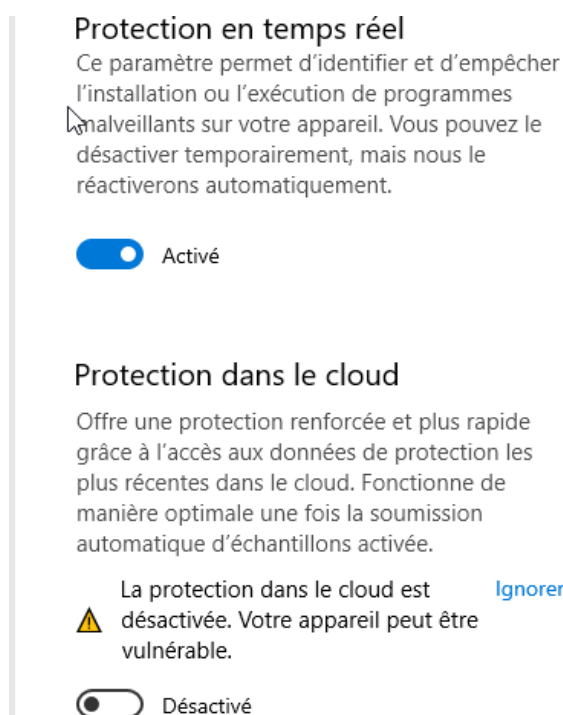 Protection en temps réel
Ce paramètre permet d'identifier et d'empêcher
l'installation ou l'exécution de programmes
malveillants sur votre appareil. Vous pouvez le
désactiver temporairement, mais nous le
réactiverons automatiquement.
Activé
Protection dans le cloud
Offre une protection renforcée et plus rapide
grâce à l'accès aux données de protection les
plus récentes dans le cloud. Fonctionne de
manière optimale une fois la soumission
automatique d'échantillons activée.
La protection dans le cloud est Ignorer
désactivée. Votre appareil peut être
vulnérable.
Désactivé